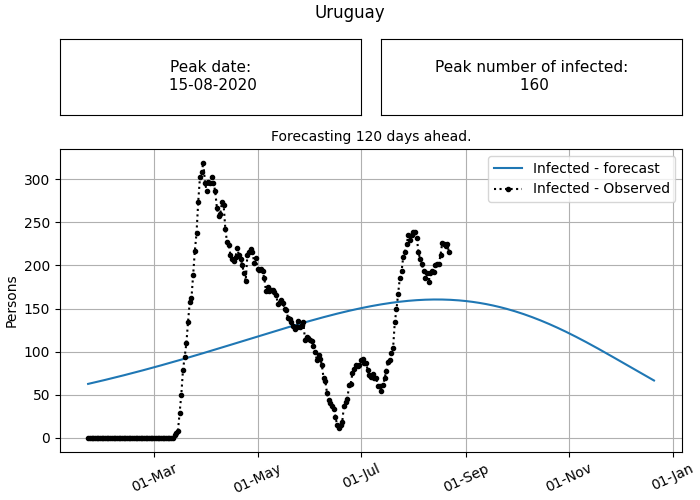 Uruguay
Peak date:
15-08-2020
Peak number of infected:
160
Forecasting 120 days ahead.
Infected - forecast
Infected - Observed
Persons
300
250
200
150
100
50
0
01-Mar
01-May
01-Jul
01-Sep
01-Nov
01-Jan